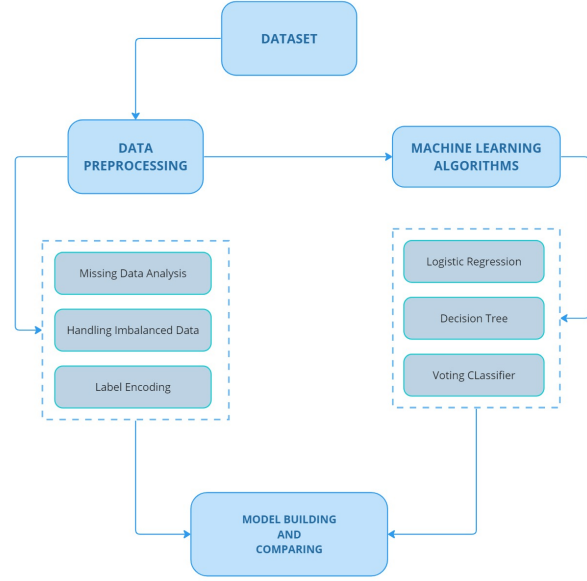 DATASET
DATA
PREPROCESSING
MACHINE LEARNING
ALGORITHMS
Missing Data Analysis
Handling Imbalanced Data
Label Encoding
Logistic Regression
Decision Tree
Voting CLassifier
MODEL BUILDING
AND
COMPARING